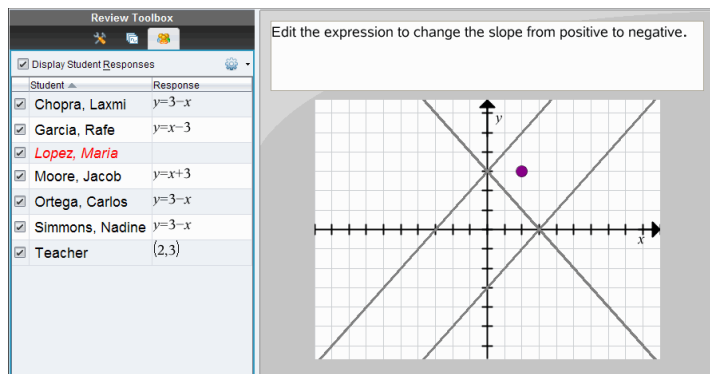 Review Toolbox
Display Student Responses
Student Response
Chopra, Laxmi y=3−x
Garcia, Rafe y=x−3
Lopez, Maria
Moore, Jacob y=x+3
Ortega, Carlos y=3−x
Simmons, Nadine y=3−x
Teacher (2,3)
Edit the expression to change the slope from positive to negative.
y
x